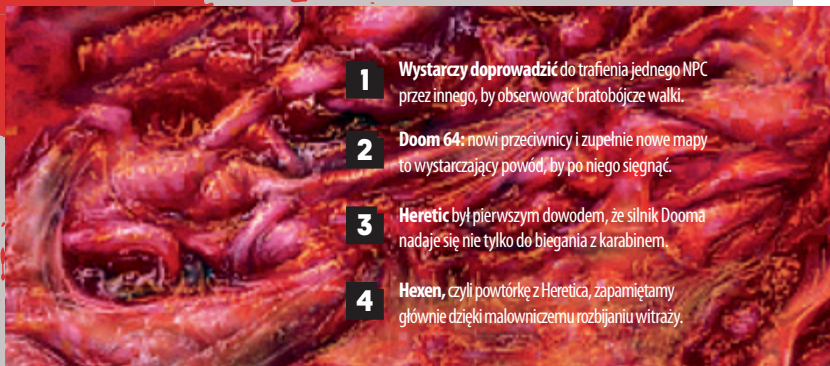 1
Wystarczy doprowadzić do trafienia jednego NPC
przez innego, by obserwować bratobójcze walki.
2
Doom 64: nowi przeciwnicy i zupełnie nowe mapy
to wystarczający powód, by po niego sięgnąć.
3
Heretic był pierwszym dowodem, że silnik Dooma
nadaje się nie tylko do biegania z karabinem.
4
Hexen, czyli powtórkę z Heretica, zapamiętamy
głównie dzięki malowniczemu rozbijaniu witraży.